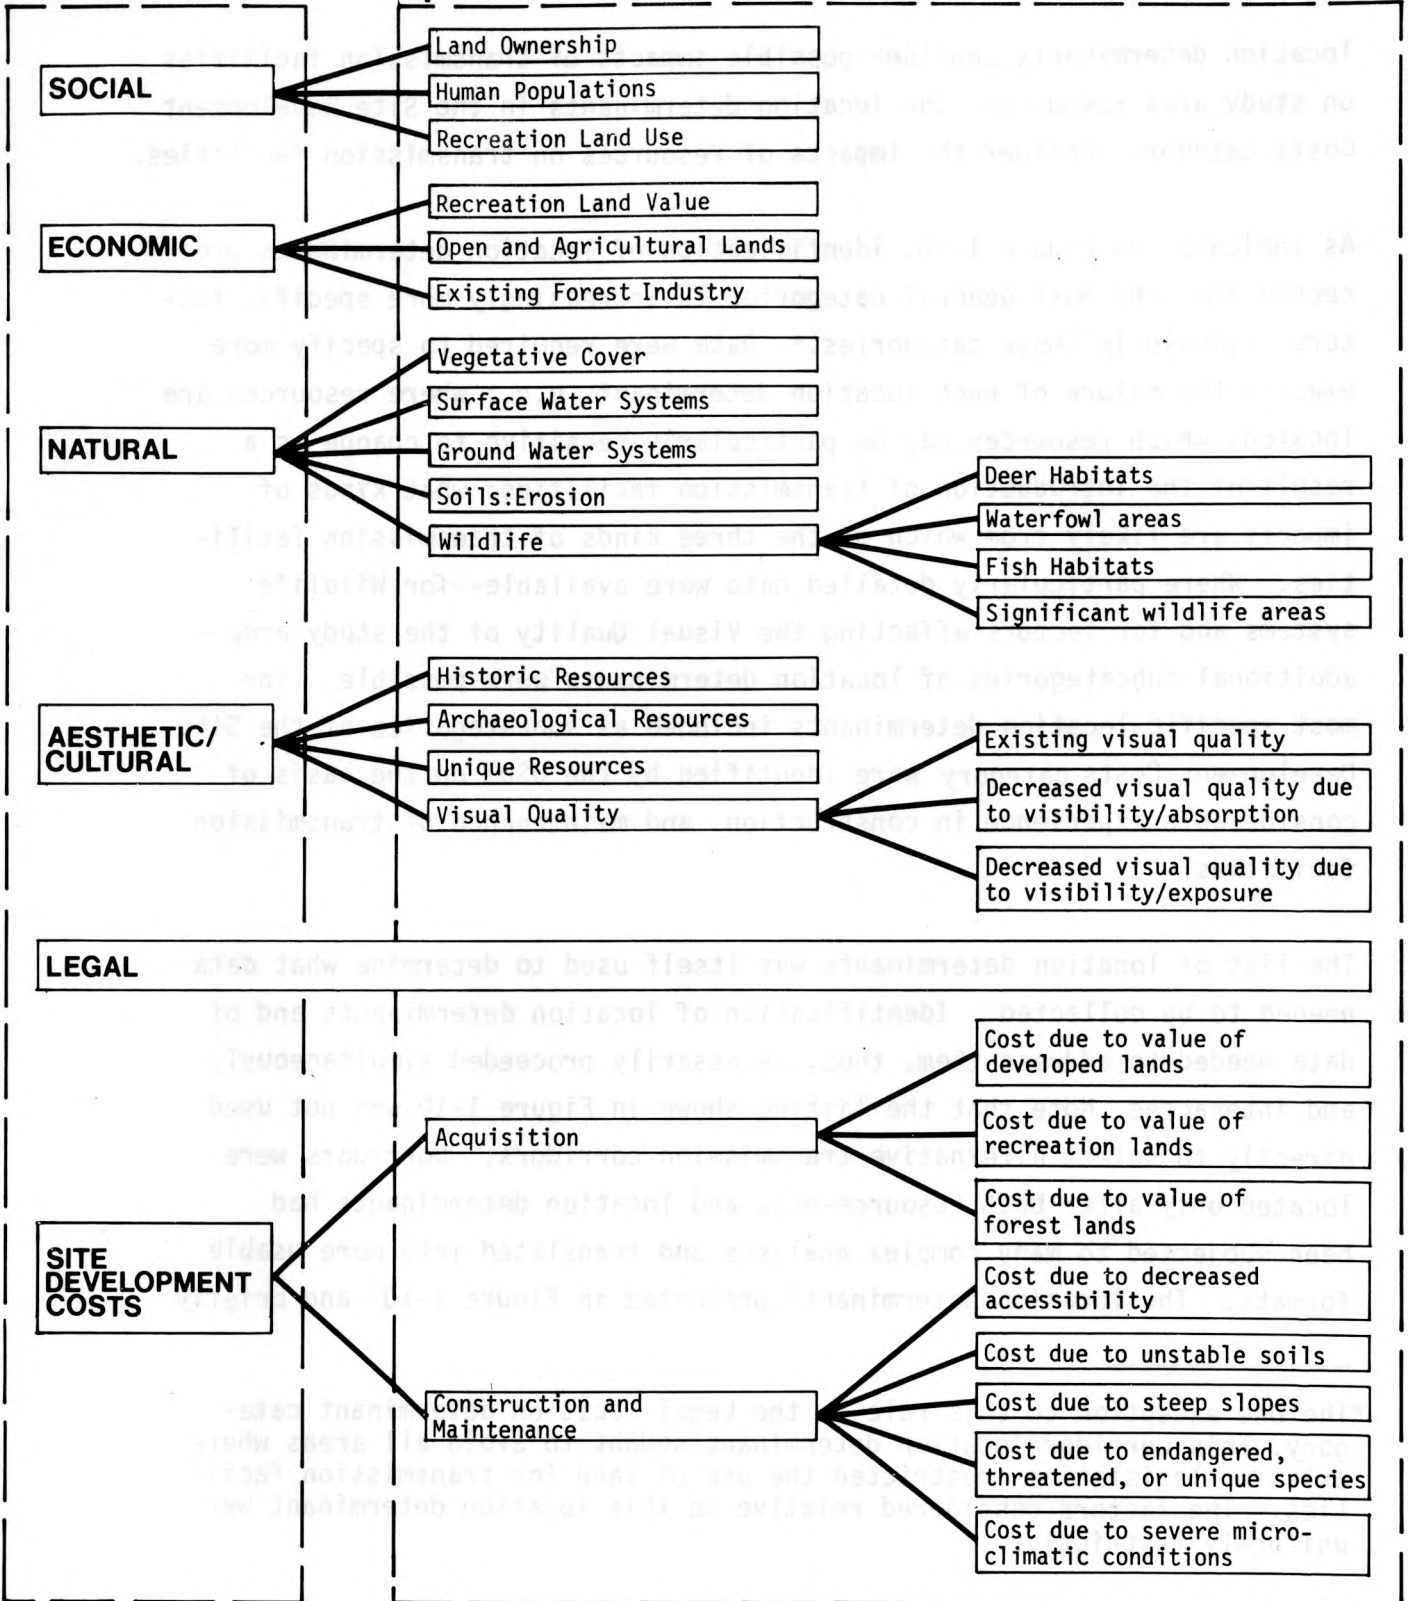 SOCIAL
Land Ownership
Human Populations
Recreation Land Use
ECONOMIC
Recreation Land Value
Open and Agricultural Lands
Existing Forest Industry
NATURAL
Vegetative Cover
Surface Water Systems
Ground Water Systems
Soils:Erosion
Wildlife
Deer Habitats
Waterfowl areas
Fish Habitats
Significant wildlife areas
AESTHETIC/
CULTURAL
Historic Resources
Archaeological Resources
Unique Resources
Visual Quality
Existing visual quality
Decreased visual quality due
to visibility/absorption
Decreased visual quality due
to visibility/exposure
LEGAL
SITE
DEVELOPMENT
COSTS
Acquisition
Cost due to value of
developed lands
Cost due to value of
recreation lands
Cost due to value of
forest lands
Construction and
Maintenance
Cost due to decreased
accessibility
Cost due to unstable soils
Cost due to steep slopes
Cost due to endangered,
threatened, or unique species
Cost due to severe micro-
climatic conditions